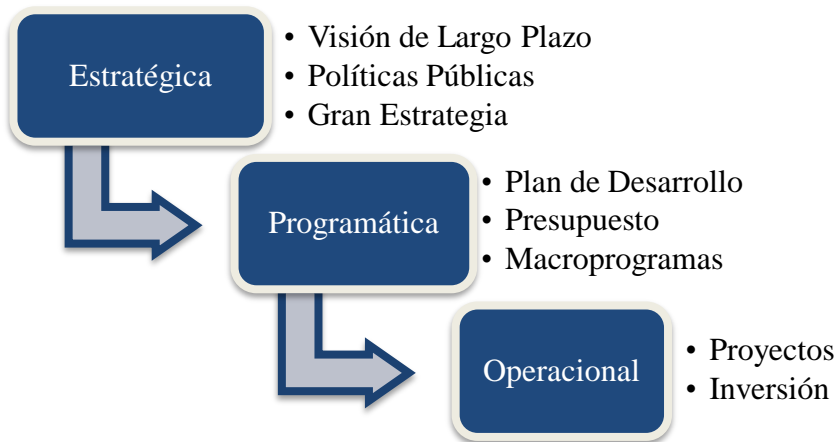 Estratégica
• Visión de Largo Plazo
• Políticas Públicas
• Gran Estrategia
Programática
• Plan de Desarrollo
• Presupuesto
• Macroprogramas
Operacional
• Proyectos
• Inversión